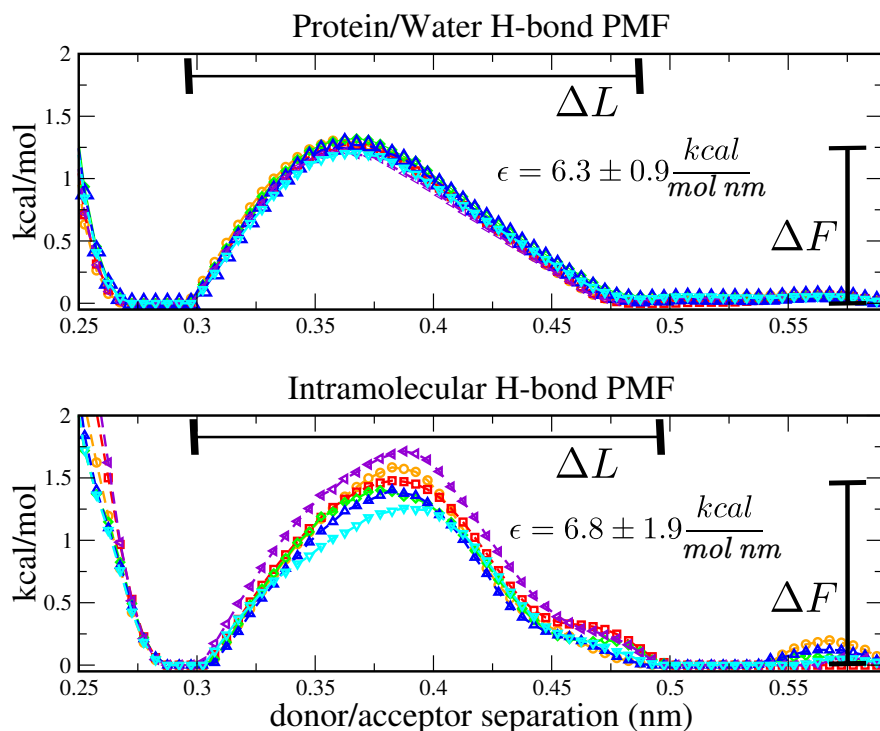 Protein/Water H-bond PMF
2
1.5
1
0.5
0
kcal/mol
ΔL
ϵ = 6.3 ± 0.9 kcal/mol nm
ΔF
0.25 0.3 0.35 0.4 0.45 0.5 0.55
Intramolecular H-bond PMF
2
1.5
1
0.5
0
kcal/mol
ΔL
ϵ = 6.8 ± 1.9 kcal/mol nm
ΔF
0.25 0.3 0.35 0.4 0.45 0.5 0.55
donor/acceptor separation (nm)